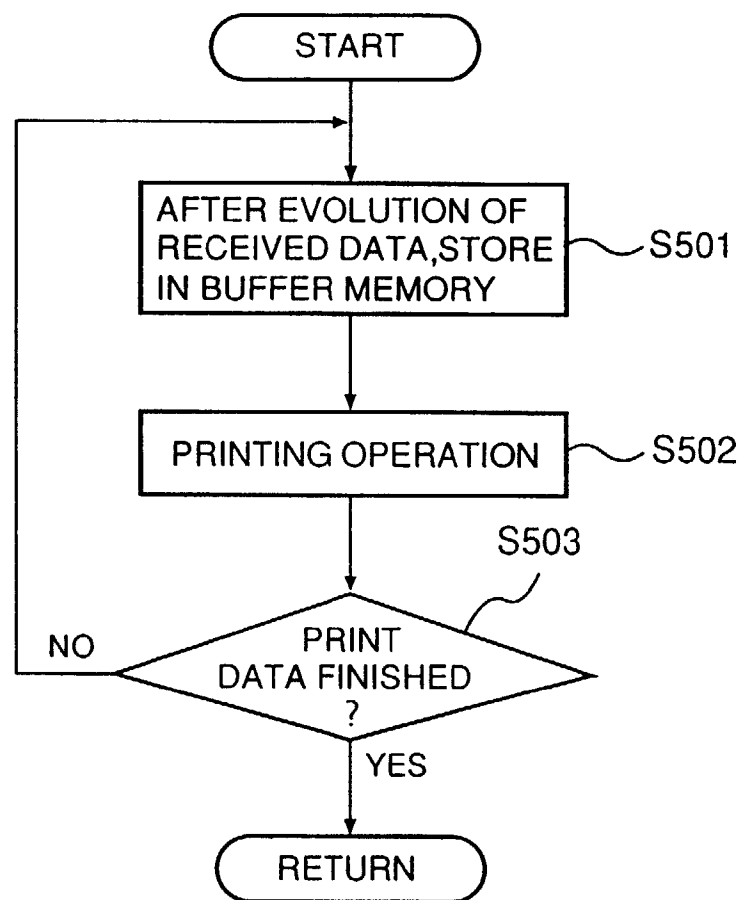 START
AFTER EVOLUTION OF
RECEIVED DATA,STORE
IN BUFFER MEMORY
S501
PRINTING OPERATION
S502
S503
PRINT
DATA FINISHED
?
NO
YES
RETURN